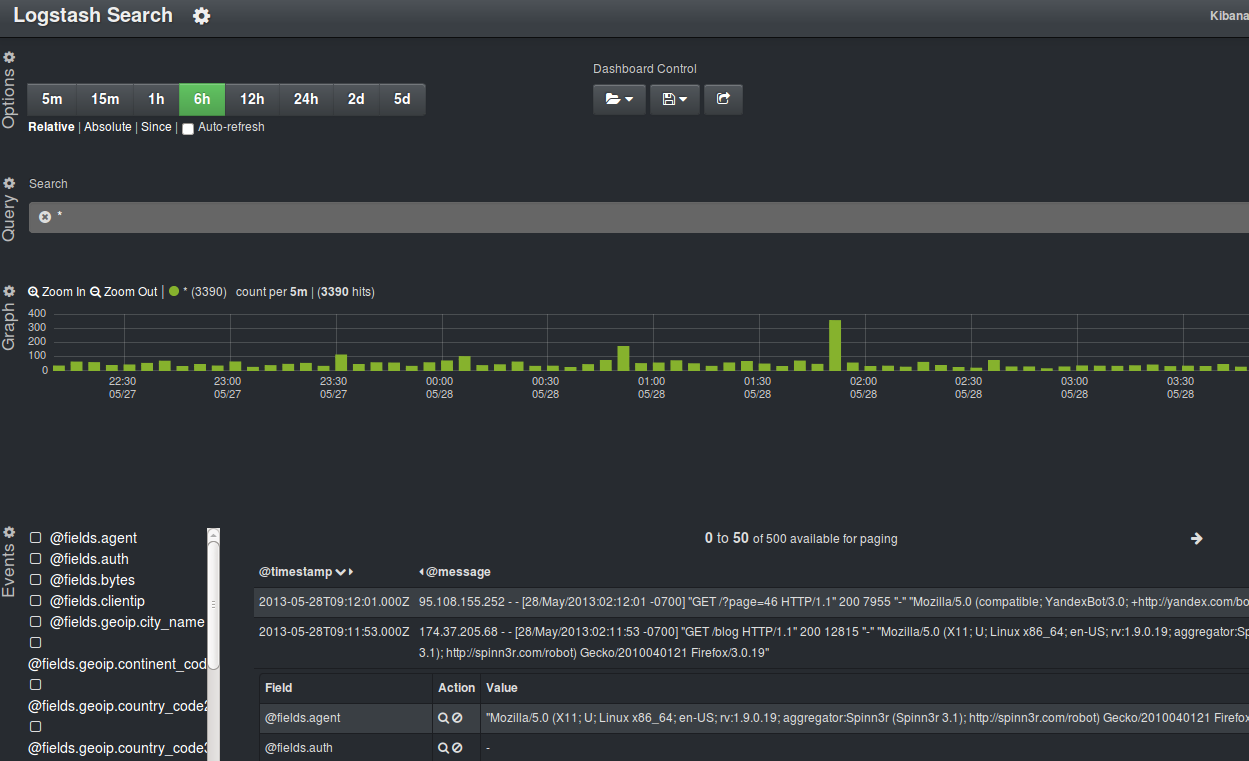 Logstash Search
Kibana
Options
5m 15m 1h 6h 12h 24h 2d 5d
Relative | Absolute | Since | Auto-refresh
Dashboard Control
Query
Search
*
Graph
Zoom In Zoom Out | * (3390) count per 5m | (3390 hits)
400
300
200
100
0
22:30 23:00 23:30 00:00 00:30 01:00 01:30 02:00 02:30 03:00 03:30
05/27 05/27 05/27 05/28 05/28 05/28 05/28 05/28 05/28 05/28 05/28
Events
@fields.agent
@fields.auth
@fields.bytes
@fields.clientip
@fields.geoip.city_name
@fields.geoip.continent_cod
@fields.geoip.country_code2
@fields.geoip.country_code3
0 to 50 of 500 available for paging
@timestamp @message
2013-05-28T09:12:01.000Z 95.108.155.252 - - [28/May/2013:02:12:01 -0700] "GET /?page=46 HTTP/1.1" 200 7955 "-" "Mozilla/5.0 (compatible; YandexBot/3.0; +http://yandex.com/bo
2013-05-28T09:11:53.000Z 174.37.205.68 - - [28/May/2013:02:11:53 -0700] "GET /blog HTTP/1.1" 200 12815 "-" "Mozilla/5.0 (X11; U; Linux x86_64; en-US; rv:1.9.0.19; aggregator:Sp
3.1); http://spinn3r.com/robot) Gecko/2010040121 Firefox/3.0.19"
Field Action Value
@fields.agent "Mozilla/5.0 (X11; U; Linux x86_64; en-US; rv:1.9.0.19; aggregator:Spinn3r (Spinn3r 3.1); http://spinn3r.com/robot) Gecko/2010040121 Firefox
@fields.auth -